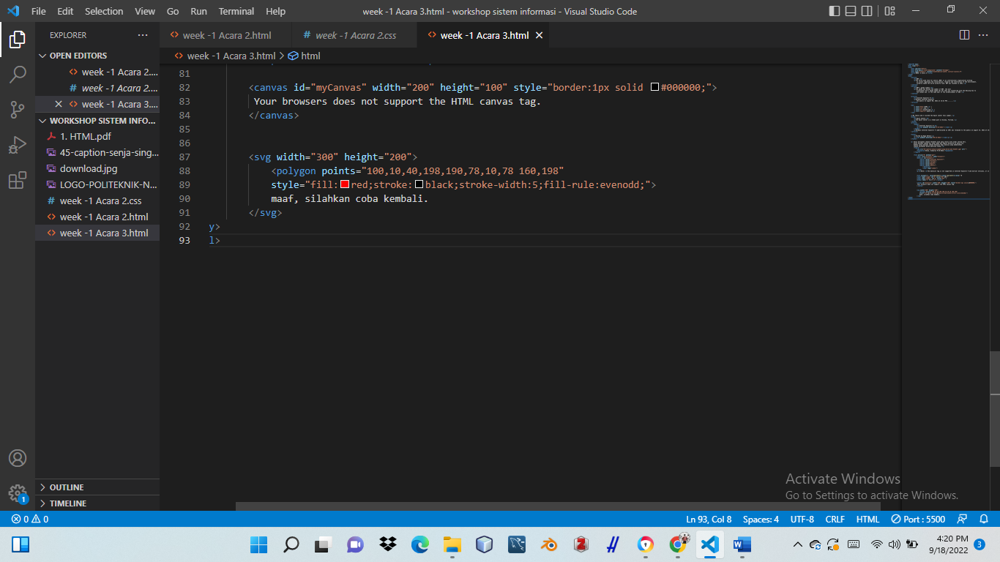 File Edit Selection View Go Run Terminal Help
week -1 Acara 3.html - workshop sistem informasi - Visual Studio Code
EXPLORER
OPEN EDITORS
week -1 Acara 2....
week -1 Acara 2....
week -1 Acara 3....
WORKSHOP SISTEM INFO...
1. HTML.pdf
45-caption-senja-sing...
download.jpg
LOGO-POLITEKNIK-N...
week -1 Acara 2.css
week -1 Acara 2.html
week -1 Acara 3.html
OUTLINE
TIMELINE
week -1 Acara 2.html
week -1 Acara 2.css
week -1 Acara 3.html
week -1 Acara 3.html > html
81
82 <canvas id="myCanvas" width="200" height="100" style="border:1px solid #000000;">
83 Your browsers does not support the HTML canvas tag.
84 </canvas>
85
86
87 <svg width="300" height="200">
88 <polygon points="100,10,40,198,190,78,10,78 160,198"
89 style="fill:red;stroke:black;stroke-width:5;fill-rule:evenodd;">
90 maaf, silahkan coba kembali.
91 </svg>
92 y>
93 l>
Activate Windows
Go to Settings to activate Windows.
1
0 0
Ln 93, Col 8 Spaces: 4 UTF-8 CRLF HTML Port : 5500
4:20 PM
9/18/2022
3